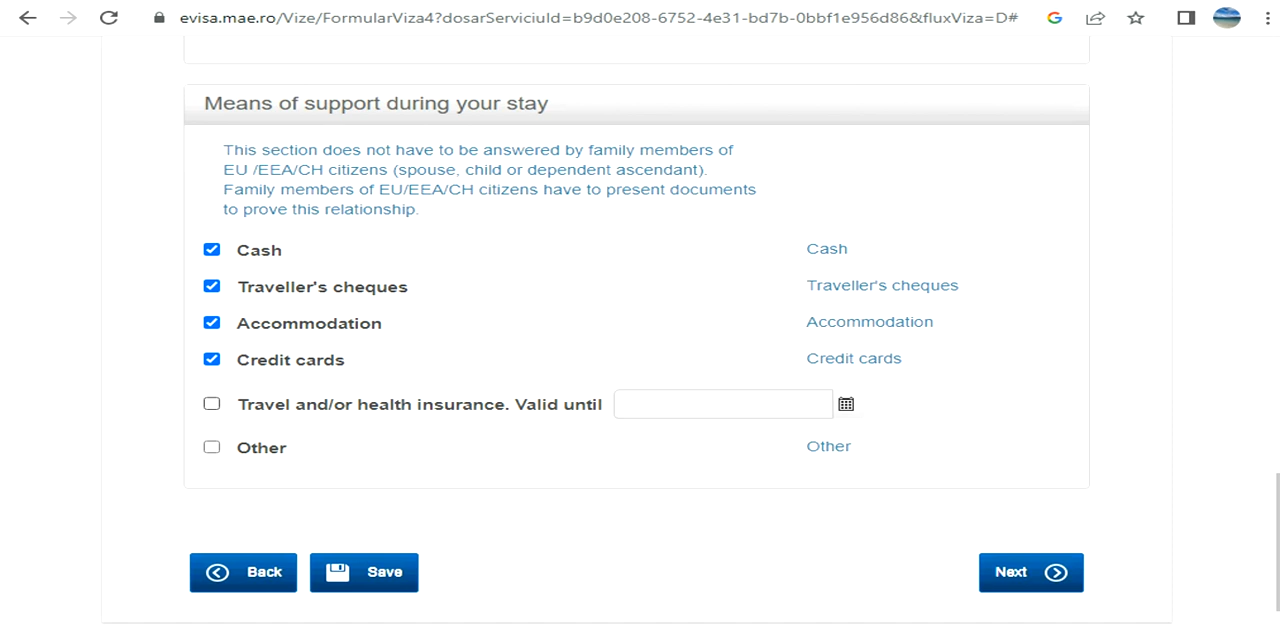 evisa.mae.ro/Vize/FormularViza4?dosarServiciuId=b9d0e208-6752-4e31-bd7b-0bbf1e956d86&fluxViza=D#
Means of support during your stay
This section does not have to be answered by family members of
EU /EEA/CH citizens (spouse, child or dependent ascendant).
Family members of EU/EEA/CH citizens have to present documents
to prove this relationship.
Cash Cash
Traveller's cheques Traveller's cheques
Accommodation Accommodation
Credit cards Credit cards
Travel and/or health insurance. Valid until
Other Other
Back Save Next